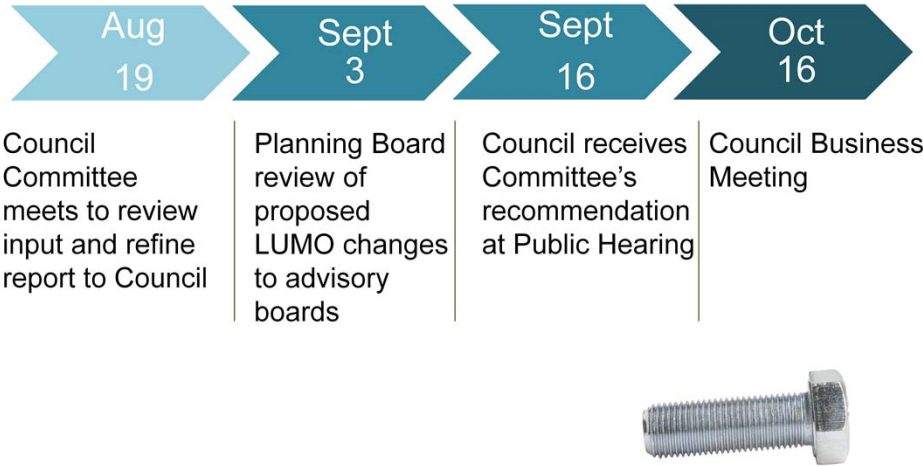 Aug
19
Sept
3
Sept
16
Oct
16
Council
Committee
meets to review
input and refine
report to Council
Planning Board
review of
proposed
LUMO changes
to advisory
boards
Council receives
Committee's
recommendation
at Public Hearing
Council Business
Meeting